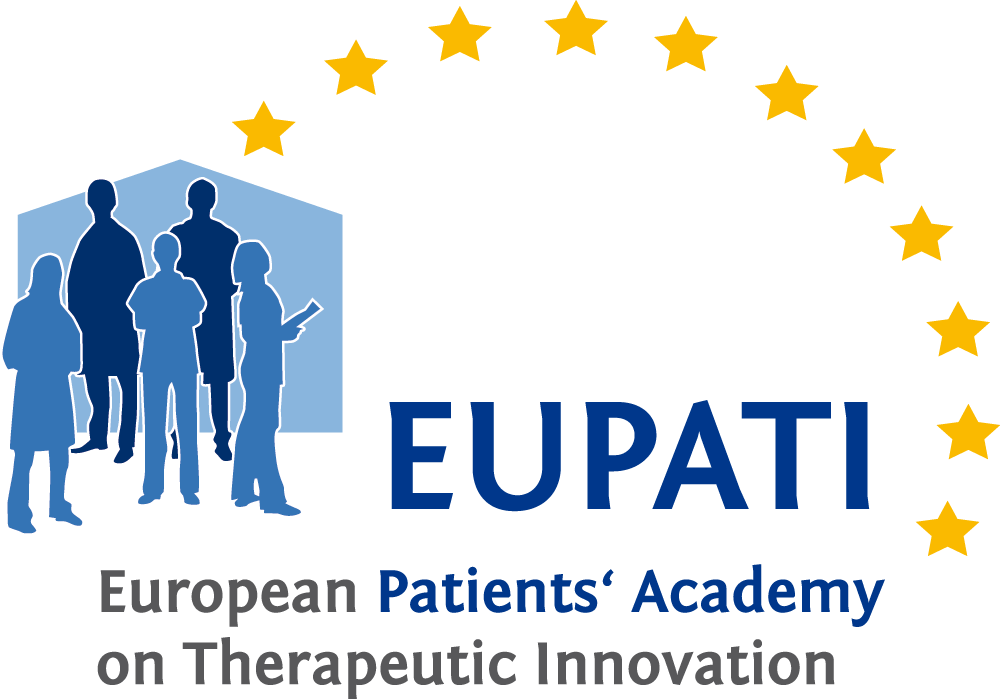 EUPATI
European Patients‘ Academy
on Therapeutic Innovation